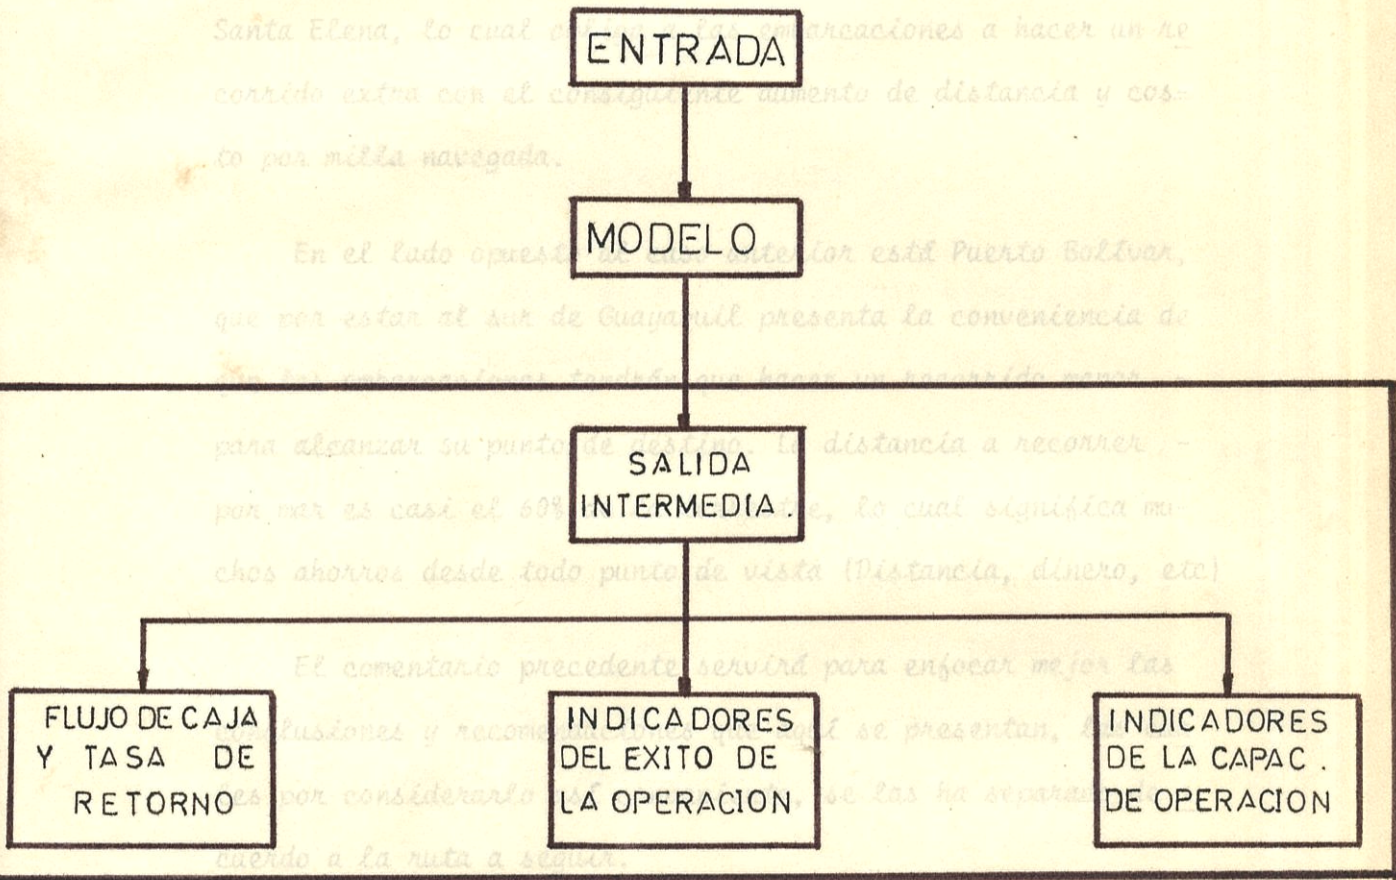 Santa Elena, lo cual a las embarcaciones a hacer un re
ENTRADA
corrido extra con el consiguiente aumento de distancia y cos-
to por milla navegada.
MODELO
En el lado opuesto al caso anterior está Puerto Bolívar,
que por estar al sur de Guayaquil presenta la conveniencia de
que las embarcaciones tendrán que hacer un recorrido menor
para alcanzar su punto de destino. La distancia a recorrer -
SALIDA
INTERMEDIA.
por mar es casi el 60% lo cual significa mu-
chos ahorros desde todo punto de vista (Distancia, dinero, etc)
El comentario precedente servirá para enfocar mejor las
conclusiones y recomendaciones que aquí se presentan,
por considerarlo así se las ha separado
cuerdo a la ruta a seguir.
FLUJO DE CAJA
Y TASA DE
RETORNO
INDICADORES
DEL EXITO DE
LA OPERACION
INDICADORES
DE LA CAPAC.
DE OPERACION